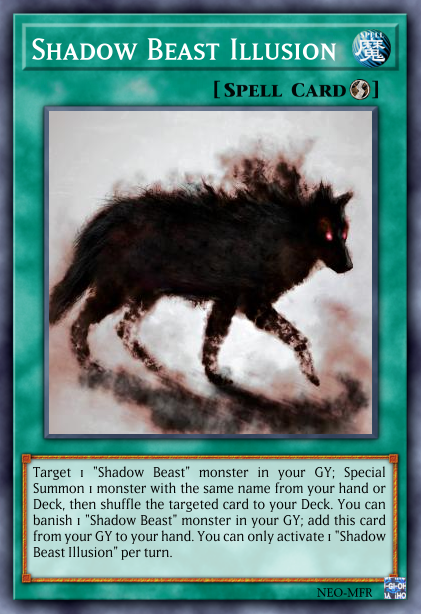 SHADOW BEAST ILLUSION
SPELL
魔
[SPELL CARD]
Target 1 "Shadow Beast" monster in your GY; Special
Summon 1 monster with the same name from your hand or
Deck, then shuffle the targeted card to your Deck. You can
banish 1 "Shadow Beast" monster in your GY; add this card
from your GY to your hand. You can only activate 1 "Shadow
Beast Illusion" per turn.
NEO-MFR